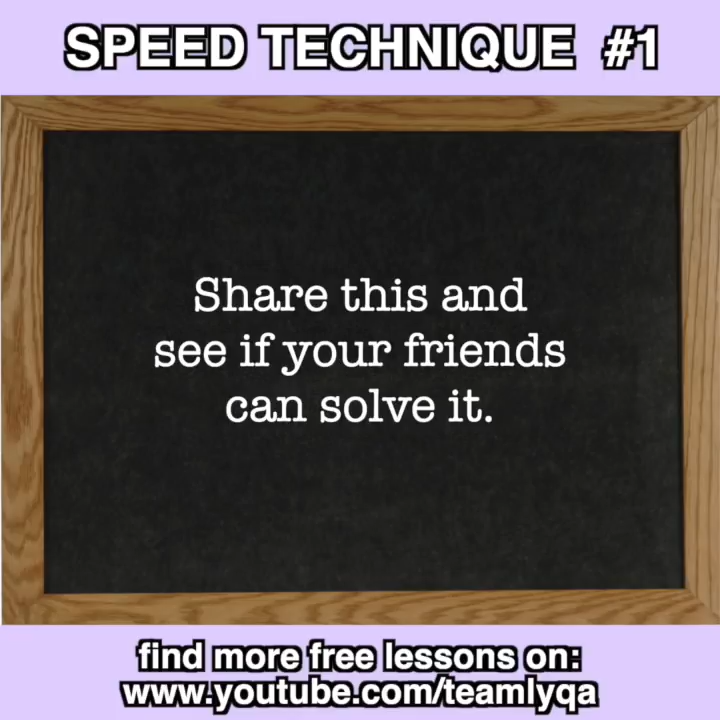 SPEED TECHNIQUE #1
Share this and
see if your friends
can solve it.
find more free lessons on:
www.youtube.com/teamlyqa